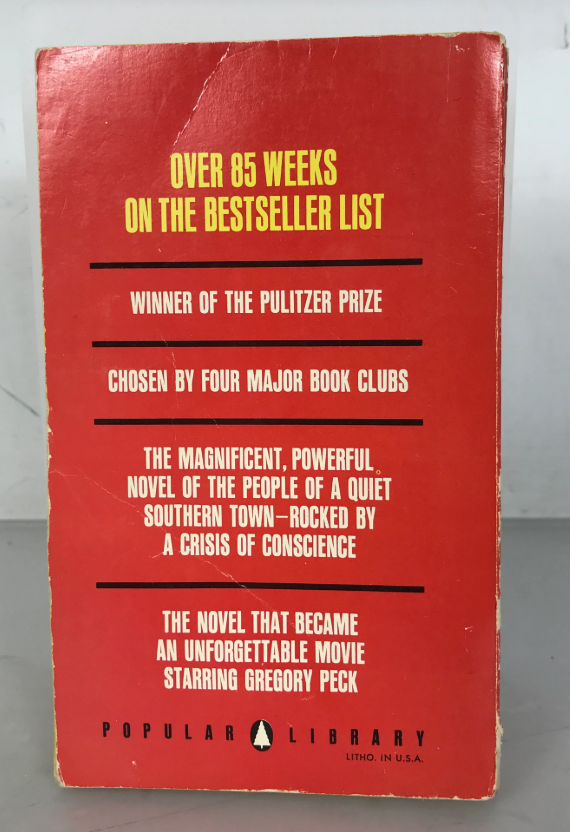 OVER 85 WEEKS
ON THE BESTSELLER LIST
WINNER OF THE PULITZER PRIZE
CHOSEN BY FOUR MAJOR BOOK CLUBS
THE MAGNIFICENT, POWERFUL
NOVEL OF THE PEOPLE OF A QUIET
SOUTHERN TOWN—ROCKED BY
A CRISIS OF CONSCIENCE
THE NOVEL THAT BECAME
AN UNFORGETTABLE MOVIE
STARRING GREGORY PECK
POPULAR LIBRARY
LITHO. IN U.S.A.